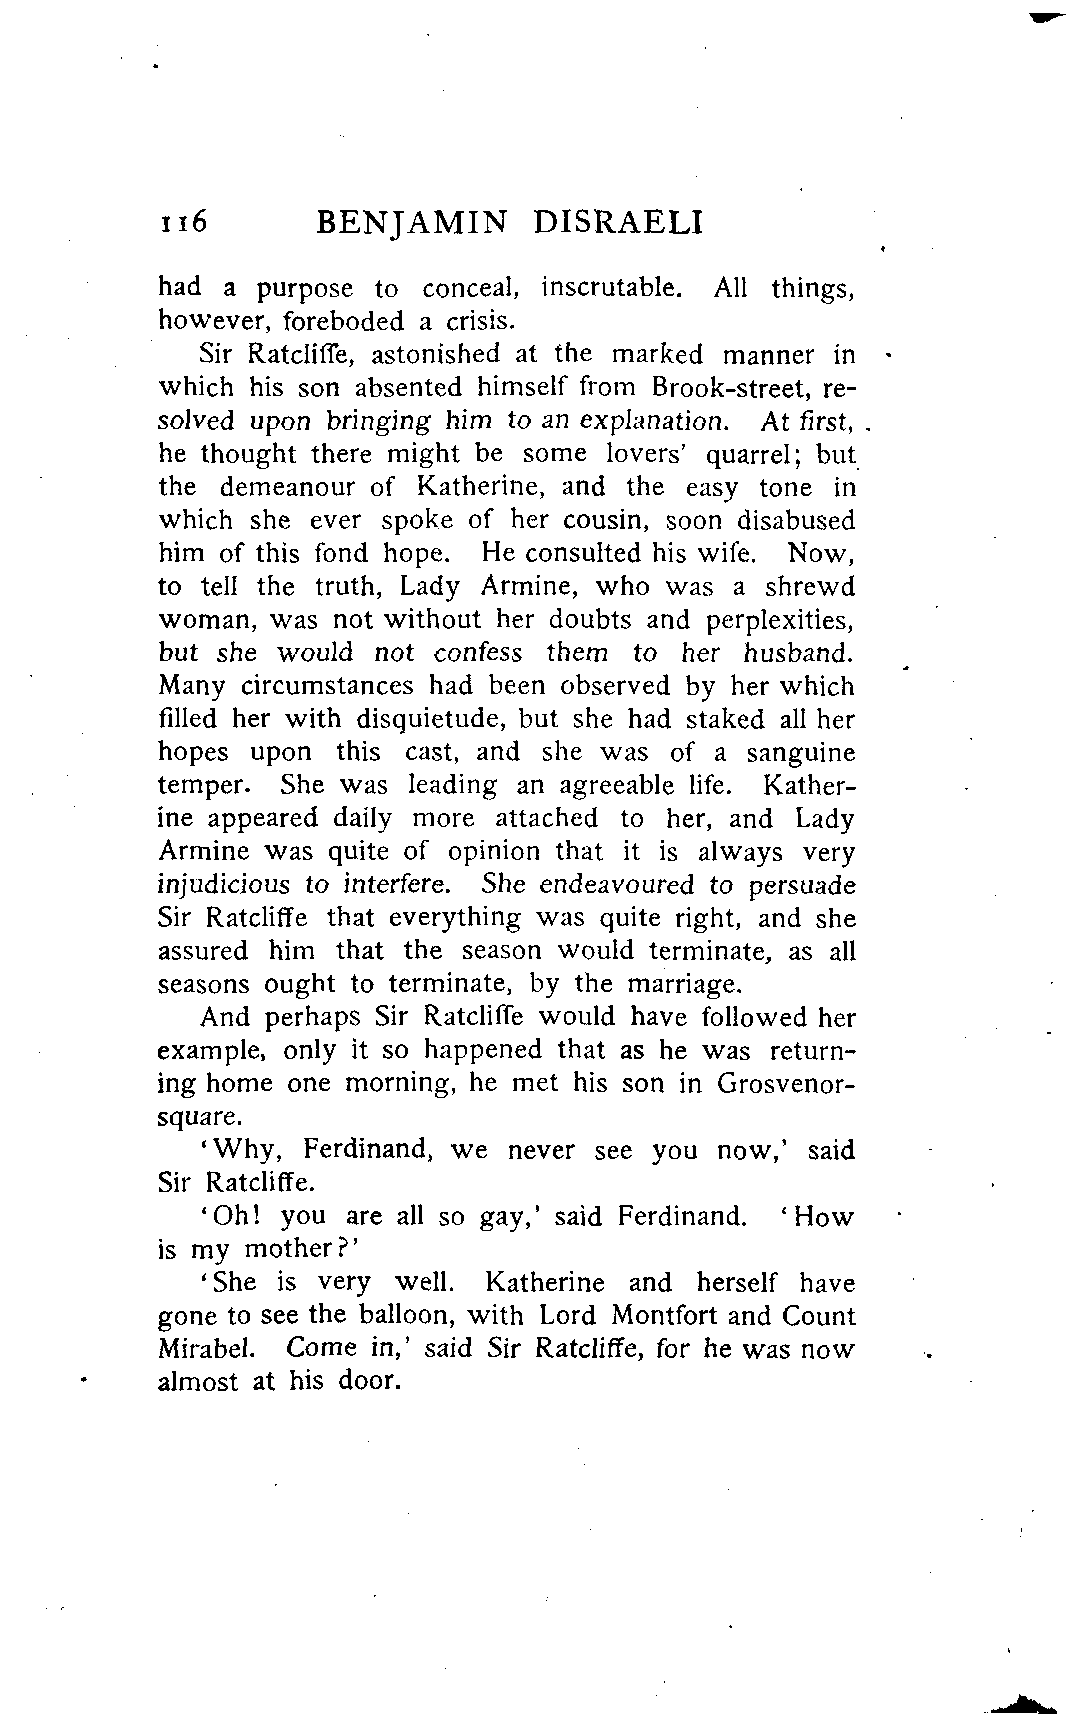 116 BENJAMIN DISRAELI
had a purpose to conceal, inscrutable. All things,
however, foreboded a crisis.
Sir Ratcliffe, astonished at the marked manner in
which his son absented himself from Brook-street, re-
solved upon bringing him to an explanation. At first,
he thought there might be some lovers' quarrel; but
the demeanour of Katherine, and the easy tone in
which she ever spoke of her cousin, soon disabused
him of this fond hope. He consulted his wife. Now,
to tell the truth, Lady Armine, who was a shrewd
woman, was not without her doubts and perplexities,
but she would not confess them to her husband.
Many circumstances had been observed by her which
filled her with disquietude, but she had staked all her
hopes upon this cast, and she was of a sanguine
temper. She was leading an agreeable life. Kather-
ine appeared daily more attached to her, and Lady
Armine was quite of opinion that it is always very
injudicious to interfere. She endeavoured to persuade
Sir Ratcliffe that everything was quite right, and she
assured him that the season would terminate, as all
seasons ought to terminate, by the marriage.
And perhaps Sir Ratcliffe would have followed her
example, only it so happened that as he was return-
ing home one morning, he met his son in Grosvenor-
square.
'Why, Ferdinand, we never see you now,' said
Sir Ratcliffe.
'Oh! you are all so gay,' said Ferdinand. 'How
is my mother?'
'She is very well. Katherine and herself have
gone to see the balloon, with Lord Montfort and Count
Mirabel. Come in,' said Sir Ratcliffe, for he was now
almost at his door.